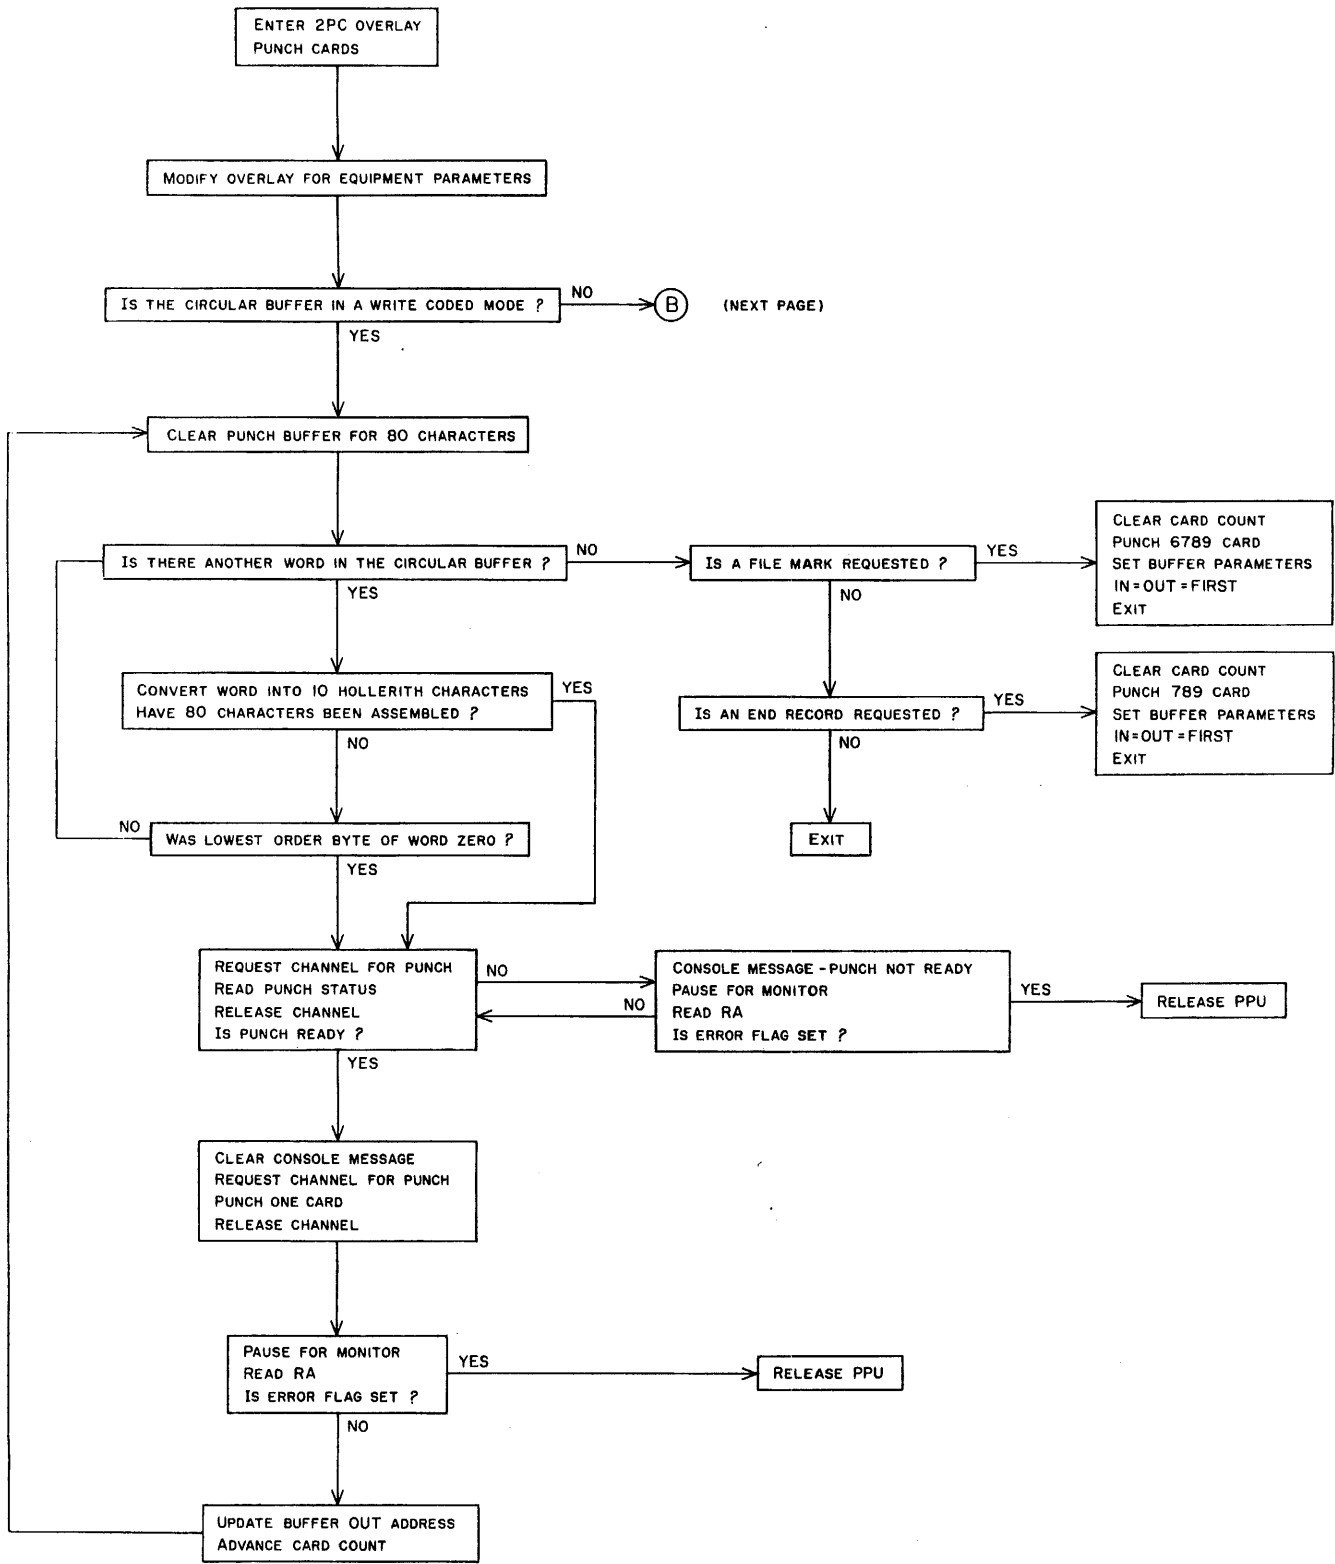 ENTER 2PC OVERLAY
PUNCH CARDS
MODIFY OVERLAY FOR EQUIPMENT PARAMETERS
IS THE CIRCULAR BUFFER IN A WRITE CODED MODE ?
NO
B
(NEXT PAGE)
YES
CLEAR PUNCH BUFFER FOR 80 CHARACTERS
IS THERE ANOTHER WORD IN THE CIRCULAR BUFFER ?
NO
IS A FILE MARK REQUESTED ?
YES
CLEAR CARD COUNT
PUNCH 6789 CARD
SET BUFFER PARAMETERS
IN=OUT=FIRST
EXIT
YES
NO
CONVERT WORD INTO 10 HOLLERITH CHARACTERS
HAVE 80 CHARACTERS BEEN ASSEMBLED ?
YES
IS AN END RECORD REQUESTED ?
YES
CLEAR CARD COUNT
PUNCH 789 CARD
SET BUFFER PARAMETERS
IN=OUT=FIRST
EXIT
NO
NO
NO
WAS LOWEST ORDER BYTE OF WORD ZERO ?
EXIT
YES
REQUEST CHANNEL FOR PUNCH
READ PUNCH STATUS
RELEASE CHANNEL
IS PUNCH READY ?
NO
NO
CONSOLE MESSAGE - PUNCH NOT READY
PAUSE FOR MONITOR
READ RA
IS ERROR FLAG SET ?
YES
RELEASE PPU
YES
CLEAR CONSOLE MESSAGE
REQUEST CHANNEL FOR PUNCH
PUNCH ONE CARD
RELEASE CHANNEL
PAUSE FOR MONITOR
READ RA
IS ERROR FLAG SET ?
YES
RELEASE PPU
NO
UPDATE BUFFER OUT ADDRESS
ADVANCE CARD COUNT